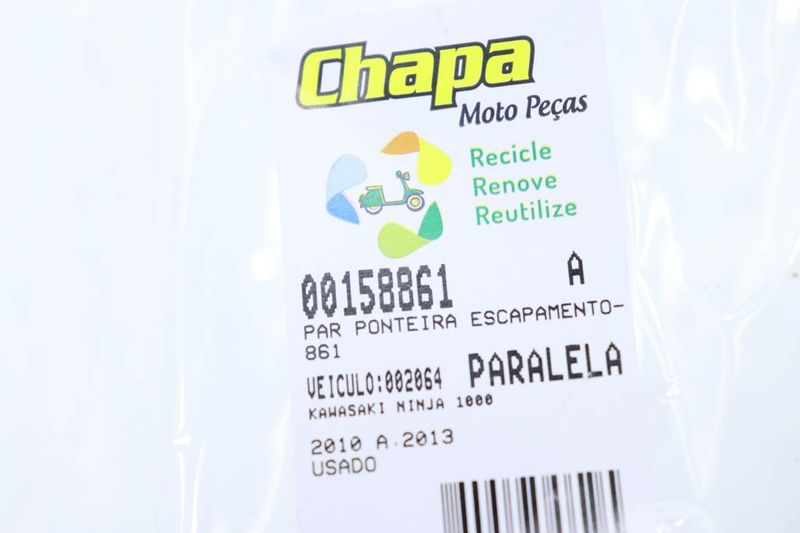 Chapa
Moto Peças
Recicle
Renove
Reutilize
00158861 A
PAR PONTEIRA ESCAPAMENTO-
861
VEICULO:002064 PARALELA
KAWASAKI NINJA 1000
2010 A 2013
USADO